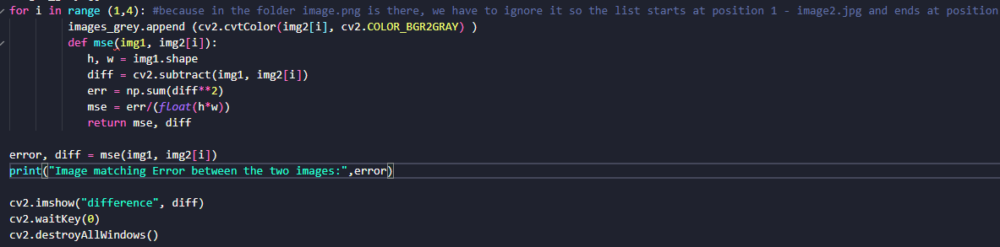 for i in range (1,4): #because in the folder image.png is there, we have to ignore it so the list starts at position 1 - image2.jpg and ends at position
images_grey.append (cv2.cvtColor(img2[i], cv2.COLOR_BGR2GRAY) )
def mse(img1, img2[i]):
h, w = img1.shape
diff = cv2.subtract(img1, img2[i])
err = np.sum(diff**2)
mse = err/(float(h*w))
return mse, diff
error, diff = mse(img1, img2[i])
print("Image matching Error between the two images:",error)
cv2.imshow("difference", diff)
cv2.waitKey(0)
cv2.destroyAllWindows()